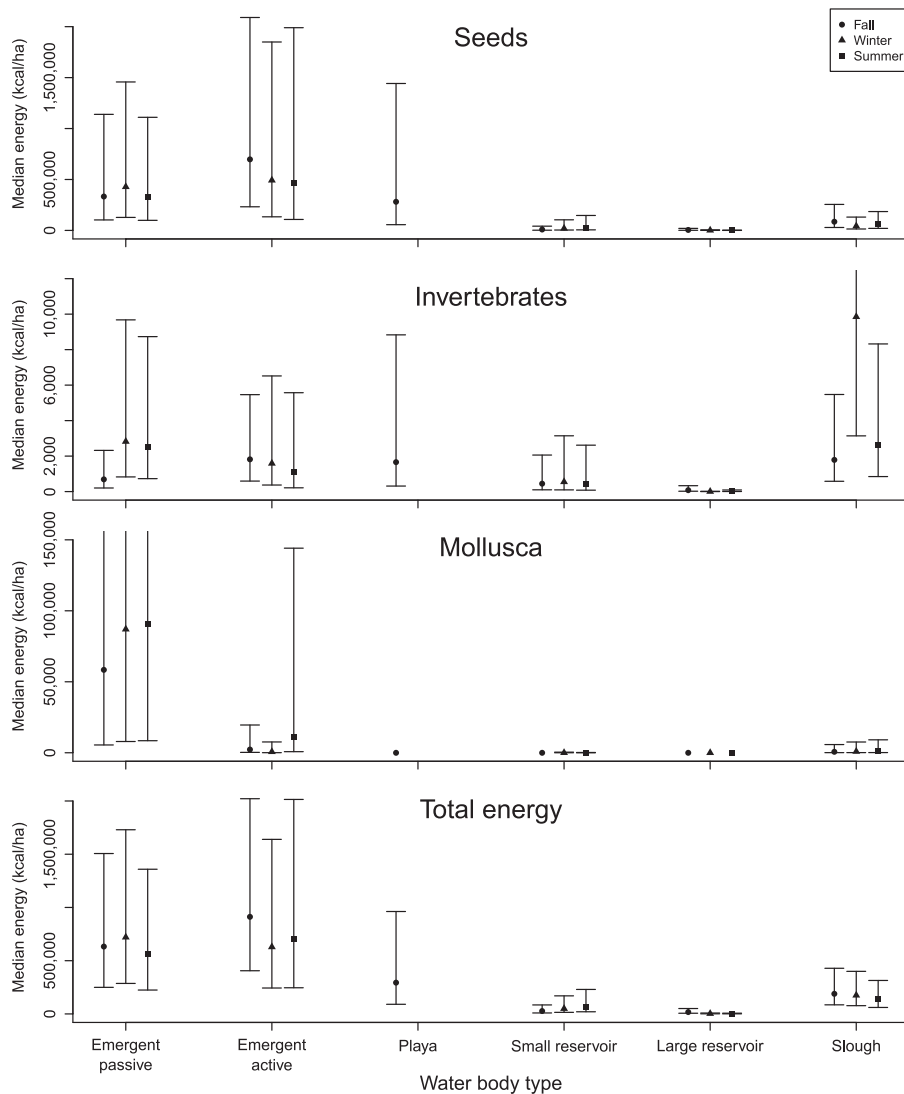 Seeds
Fall
Winter
Summer
Median energy (kcal/ha)
1,500,000
500,000
0
Invertebrates
Median energy (kcal/ha)
10,000
6,000
2,000
0
Mollusca
Median energy (kcal/ha)
150,000
100,000
50,000
0
Total energy
Median energy (kcal/ha)
1,500,000
500,000
0
Emergent
passive
Emergent
active
Playa
Small reservoir
Large reservoir
Slough
Water body type